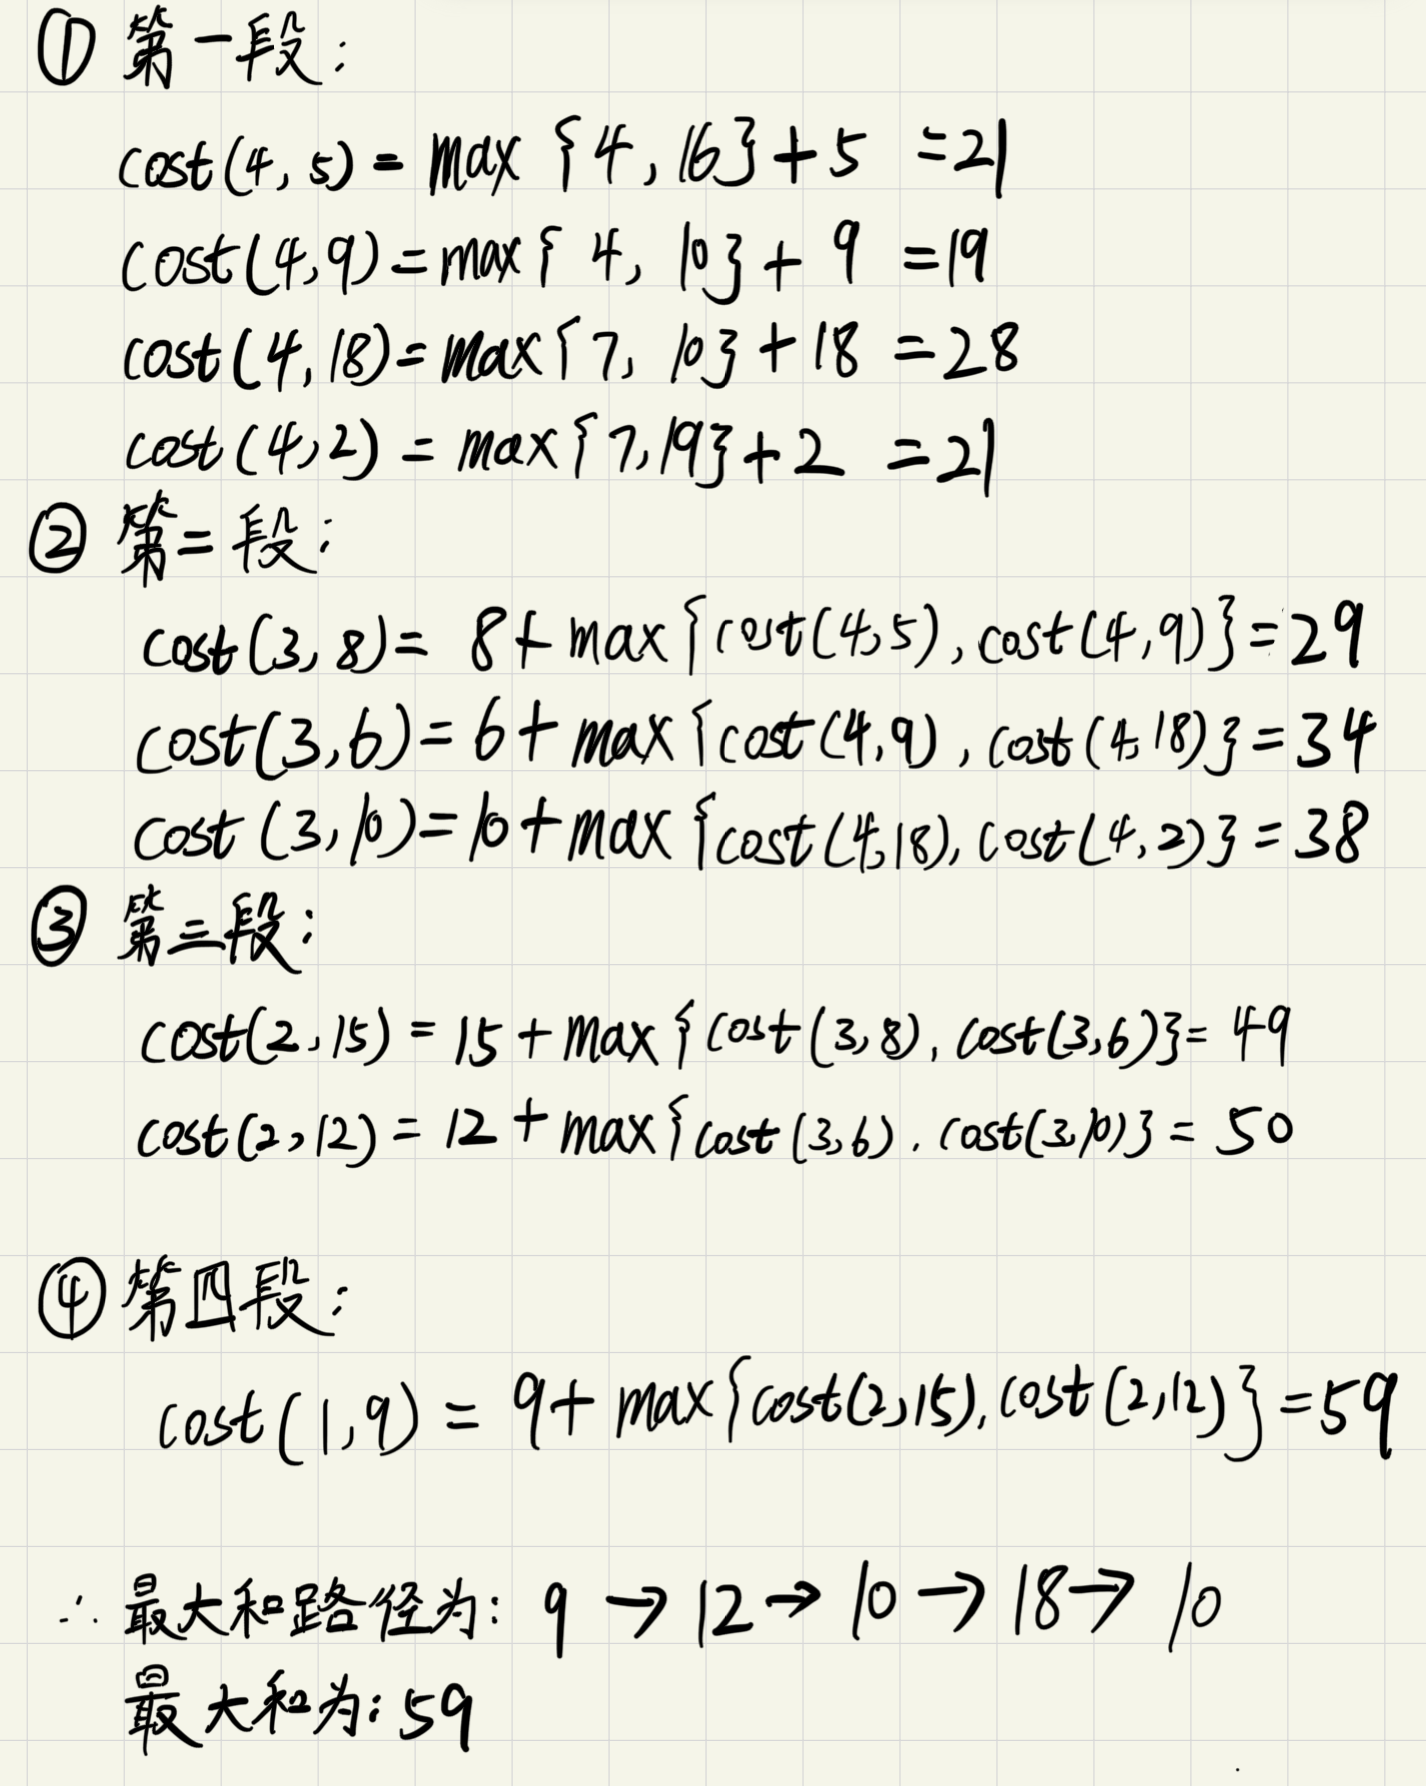 ① 第一段:
cost(4, 5) = max {4, 16} + 5 = 21
cost(4,9) = max{ 4, 10} + 9 = 19
cost(4,18) = max{7, 10} + 18 = 28
cost(4,2) = max{7,19} + 2 = 21
② 第二段:
cost(3, 8) = 8 + max{cost(4,5), cost(4,9)} = 29
cost(3,6) = 6 + max{cost(4,9), cost(4,18)} = 34
cost(3,10) = 10 + max{cost(4,18), cost(4,2)} = 38
③ 第三段:
cost(2,15) = 15 + max{cost(3,8), cost(3,6)} = 49
cost(2,12) = 12 + max{cost(3,6), cost(3,10)} = 50
④ 第四段:
cost(1,9) = 9 + max{cost(2,15), cost(2,12)} = 59
∴ 最大和路径为: 9 → 12 → 10 → 18 → 10
最大和为: 59